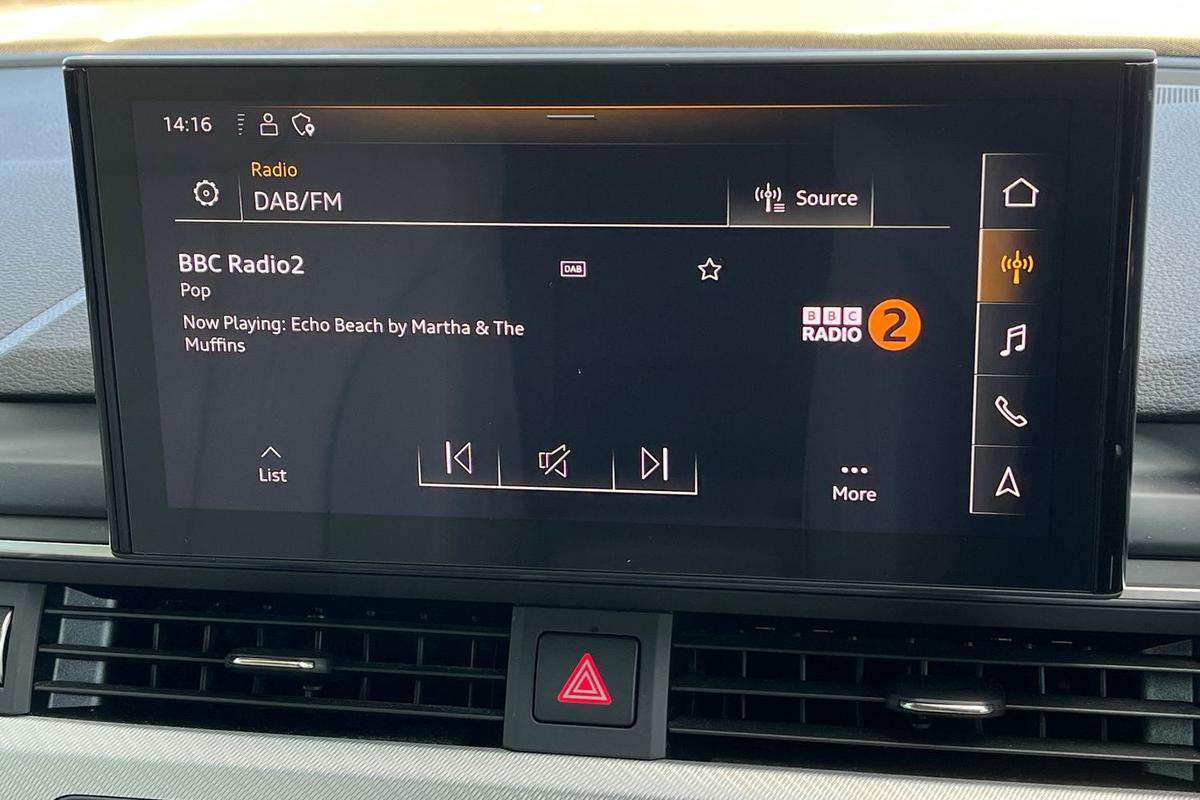 14:16
Radio
DAB/FM
Source
BBC Radio2
DAB
Pop
Now Playing: Echo Beach by Martha & The
Muffins
BBC
RADIO 2
List
More